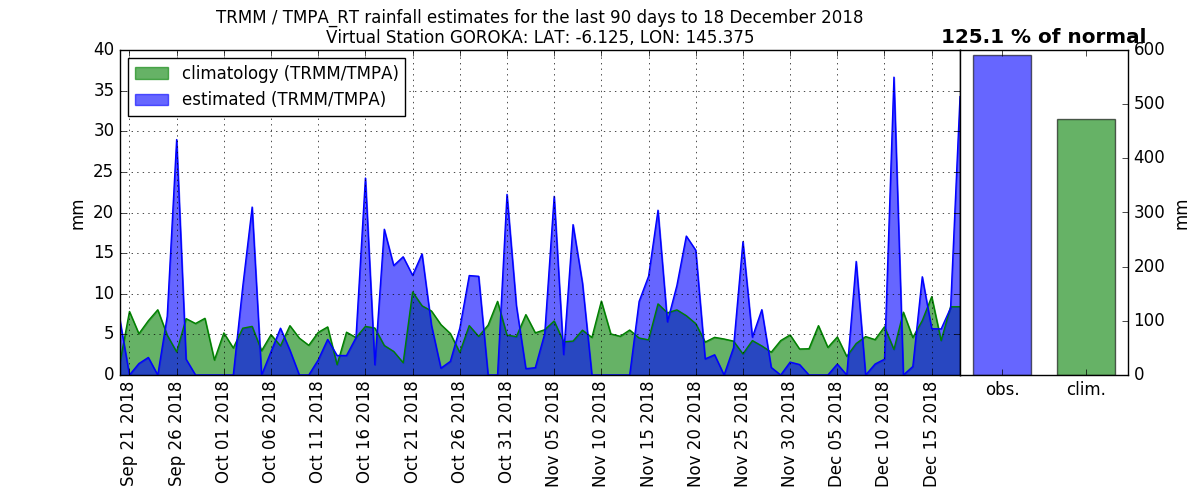 TRMM / TMPA_RT rainfall estimates for the last 90 days to 18 December 2018
Virtual Station GOROKA: LAT: -6.125, LON: 145.375
125.1 % of normal
climatology (TRMM/TMPA)
estimated (TRMM/TMPA)
40
35
30
25
20
15
10
5
0
mm
Sep 21 2018
Sep 26 2018
Oct 01 2018
Oct 06 2018
Oct 11 2018
Oct 16 2018
Oct 21 2018
Oct 26 2018
Oct 31 2018
Nov 05 2018
Nov 10 2018
Nov 15 2018
Nov 20 2018
Nov 25 2018
Nov 30 2018
Dec 05 2018
Dec 10 2018
Dec 15 2018
obs.
clim.
600
500
400
300
200
100
0
mm